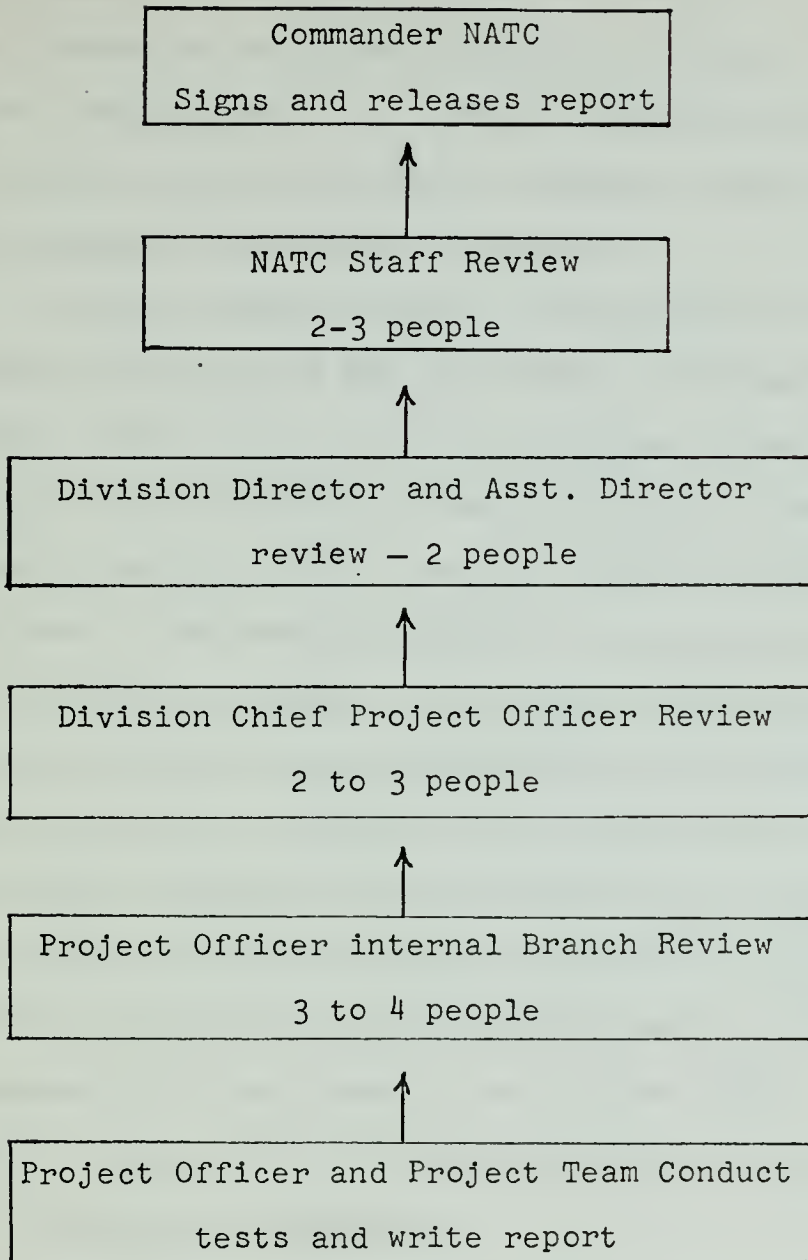 Commander NATC
Signs and releases report
NATC Staff Review
2-3 people
Division Director and Asst. Director
review — 2 people
Division Chief Project Officer Review
2 to 3 people
Project Officer internal Branch Review
3 to 4 people
Project Officer and Project Team Conduct
tests and write report